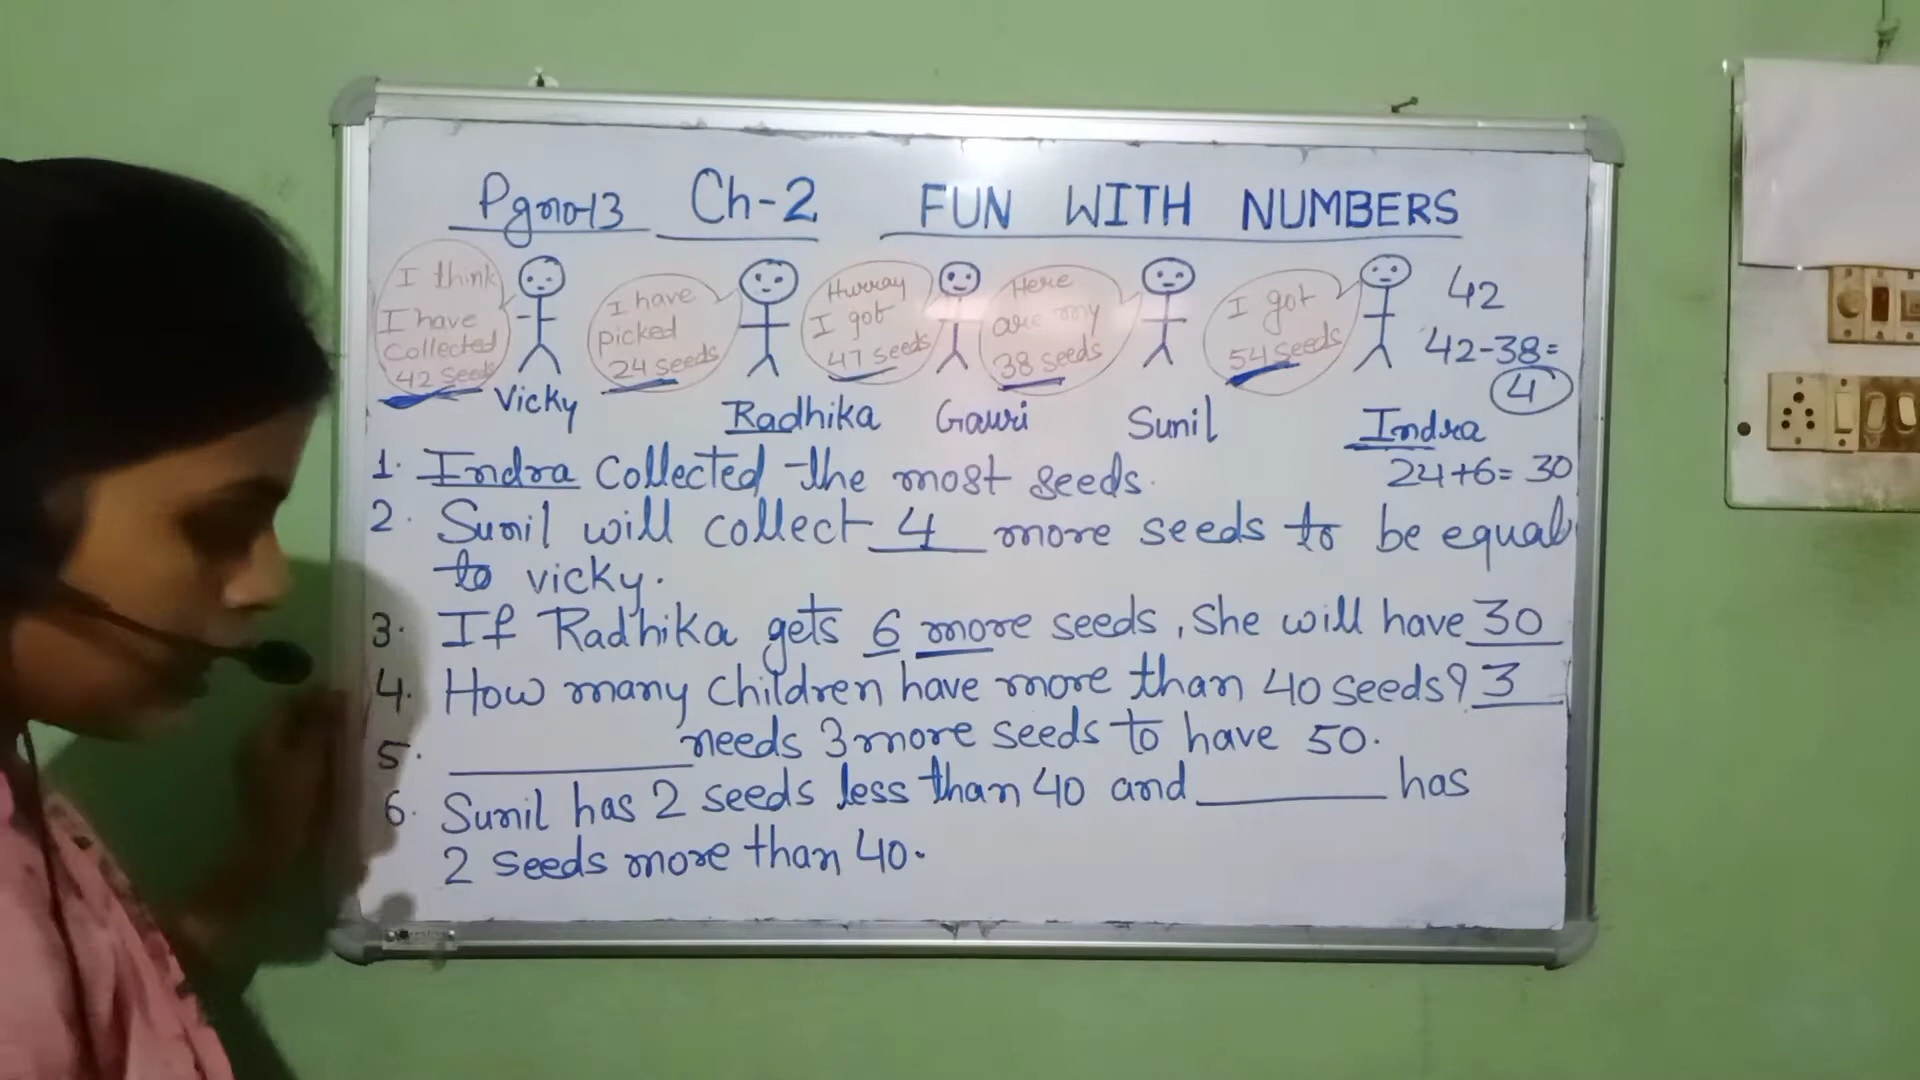 Pg no-13 Ch-2 FUN WITH NUMBERS
I think
I have
Collected
42 Seeds
I have
picked
24 seeds
Hurray
I got
47 seeds
Here
are my
38 seeds
I got
54 seeds
42
42-38=
4
Vicky Radhika Gauri Sunil Indra
24+6= 30
1. Indra Collected the most seeds.
2. Sunil will collect 4 more seeds to be equal
to vicky.
3. If Radhika gets 6 more seeds, She will have 30
4. How many children have more than 40 seeds? 3
5. ________ needs 3 more seeds to have 50.
6. Sunil has 2 seeds less than 40 and ________ has
2 seeds more than 40.